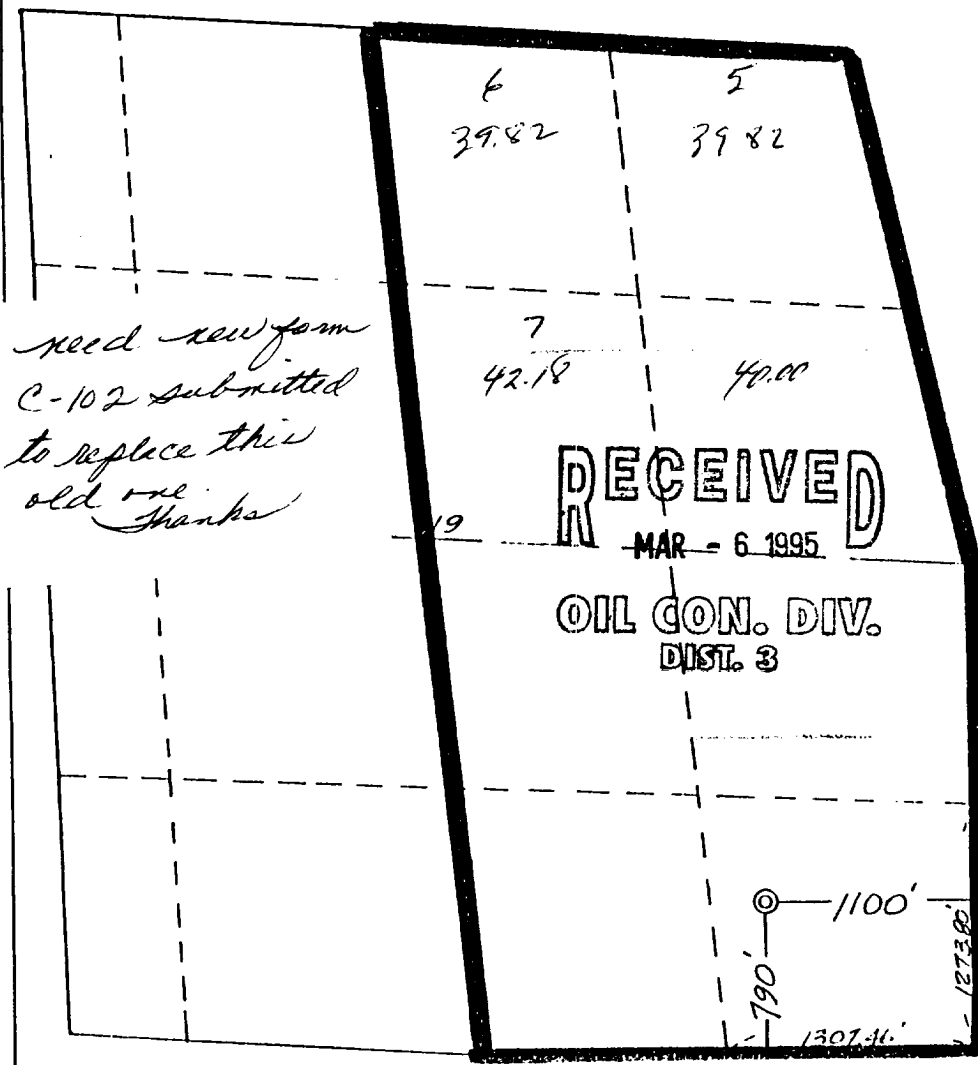 6 5
39.82 39 82
7
42.18 40.00
need new form
C-102 submitted
to replace this
old one.
Thanks
19
RECEIVED
MAR - 6 1995
OIL CON. DIV.
DIST. 3
1100'
790'
1273.80'
1307.46'